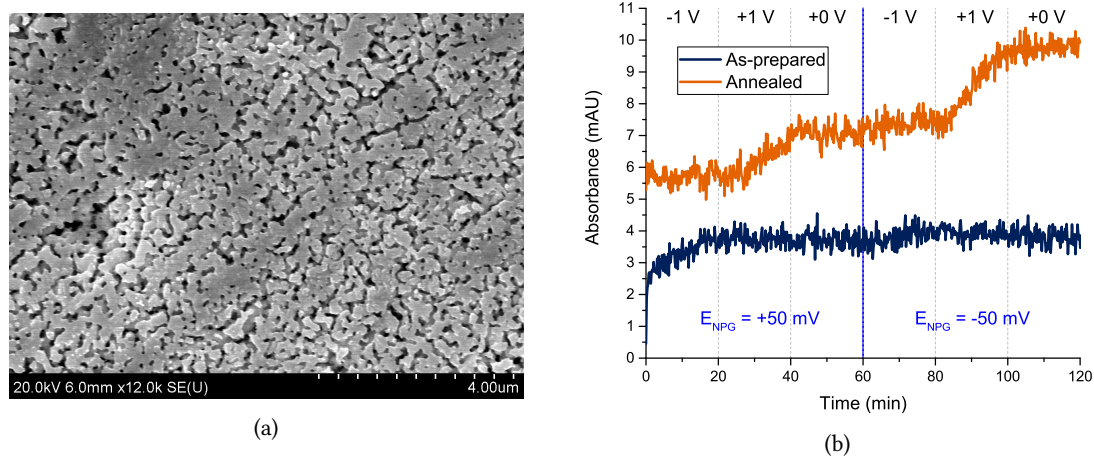 20.0kV 6.0mm x12.0k SE(U) 4.00um
(a)
11
10
9
8
7
6
5
4
3
2
1
0
Absorbance (mAU)
-1 V +1 V +0 V -1 V +1 V +0 V
As-prepared
Annealed
E_NPG = +50 mV E_NPG = -50 mV
0 20 40 60 80 100 120
Time (min)
(b)